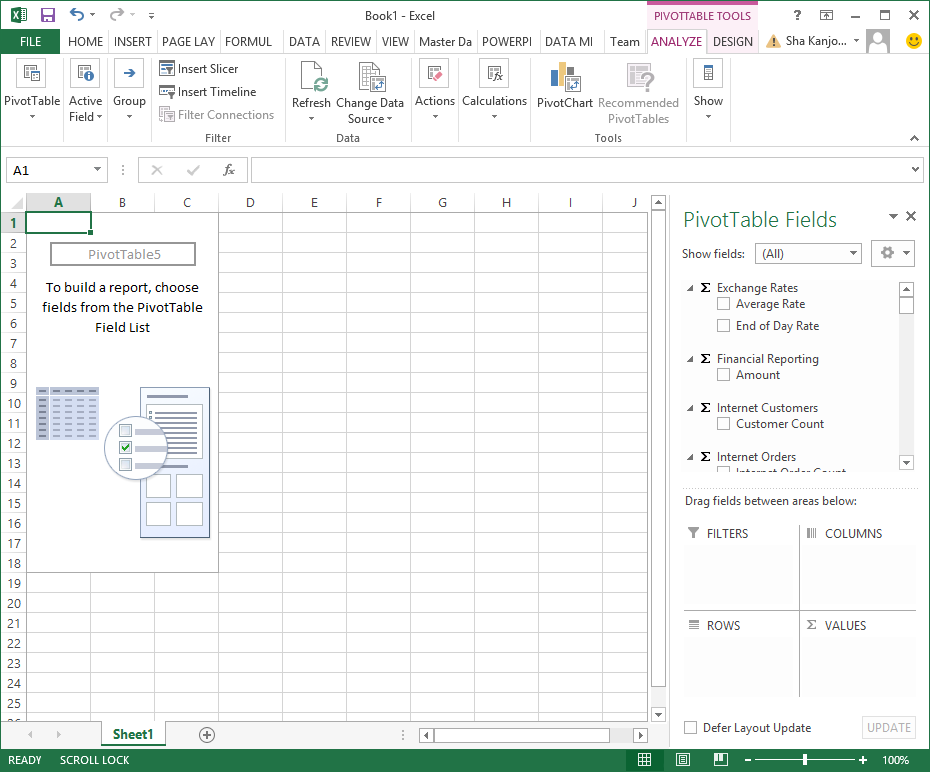 Book1 - Excel
PIVOTTABLE TOOLS
?
FILE HOME INSERT PAGE LAY FORMUL DATA REVIEW VIEW Master Da POWERPI DATA MI Team ANALYZE DESIGN Sha Kanjo...
PivotTable
Active Field
Group
Insert Slicer
Insert Timeline
Filter Connections
Filter
Refresh
Change Data Source
Data
Actions
Calculations
PivotChart
Recommended PivotTables
Tools
Show
A1
fx
A B C D E F G H I J
1
2
3
4
5
6
7
8
9
10
11
12
13
14
15
16
17
18
19
20
21
22
23
24
25
PivotTable5
To build a report, choose
fields from the PivotTable
Field List
PivotTable Fields
Show fields: (All)
Σ Exchange Rates
Average Rate
End of Day Rate
Σ Financial Reporting
Amount
Σ Internet Customers
Customer Count
Σ Internet Orders
Internet Order Count
Drag fields between areas below:
FILTERS
COLUMNS
ROWS
Σ VALUES
Defer Layout Update
UPDATE
Sheet1
READY SCROLL LOCK
100%